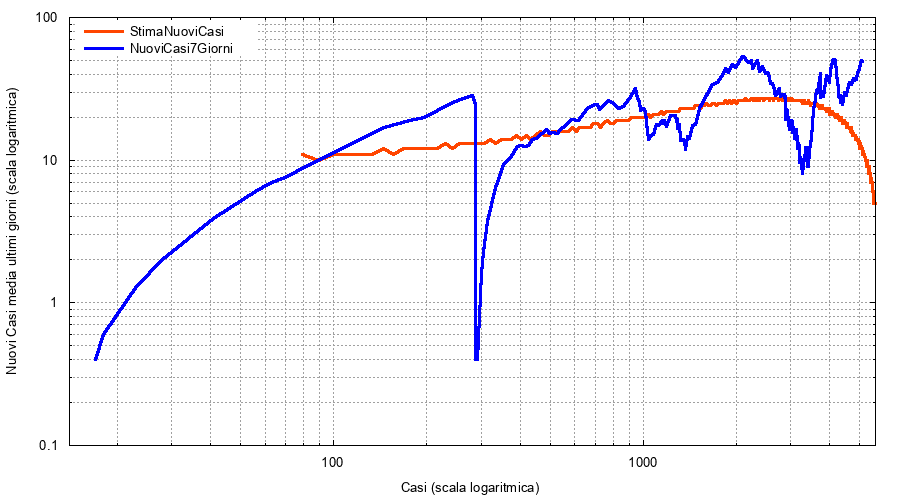 100
10
1
0.1
Nuovi Casi media ultimi giorni (scala logaritmica)
StimaNuoviCasi
NuoviCasi7Giorni
100
1000
Casi (scala logaritmica)